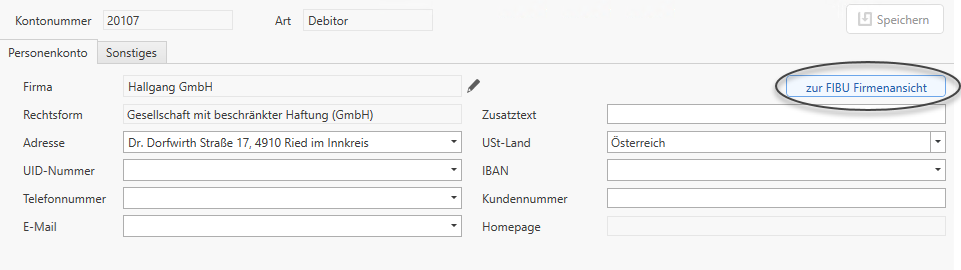 Kontonummer 20107 Art Debitor Speichern
Personenkonto Sonstiges
Firma Hallgang GmbH zur FIBU Firmenansicht
Rechtsform Gesellschaft mit beschränkter Haftung (GmbH) Zusatztext
Adresse Dr. Dorfwirth Straße 17, 4910 Ried im Innkreis USt-Land Österreich
UID-Nummer IBAN
Telefonnummer Kundennummer
E-Mail Homepage